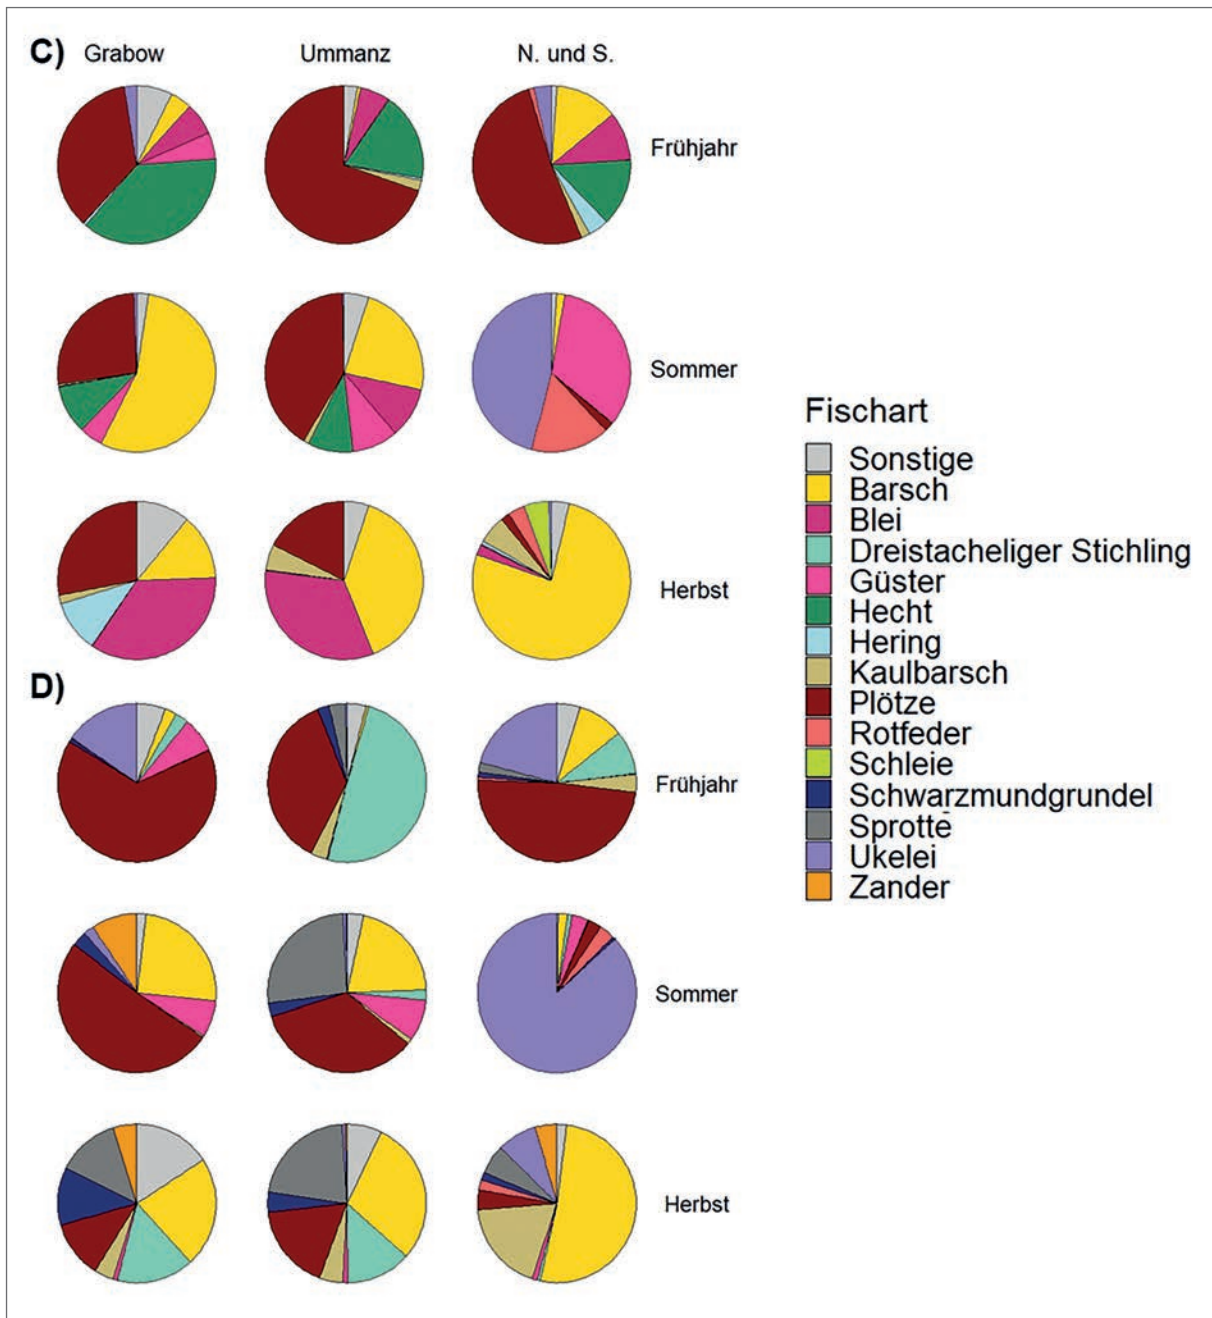 C)
Grabow Ummanz N. und S.
Frühjahr
Sommer
Herbst
D)
Frühjahr
Sommer
Herbst
Fischart
Sonstige
Barsch
Blei
Dreistacheliger Stichling
Güster
Hecht
Hering
Kaulbarsch
Plötze
Rotfeder
Schleie
Schwarzmundgrundel
Sprotte
Ukelei
Zander